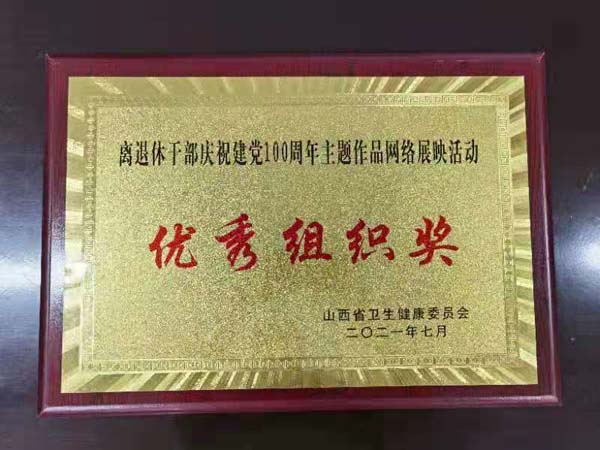 离退休干部庆祝建党100周年主题作品网络展映活动
优秀组织奖
山西省卫生健康委员会
二〇二一年七月